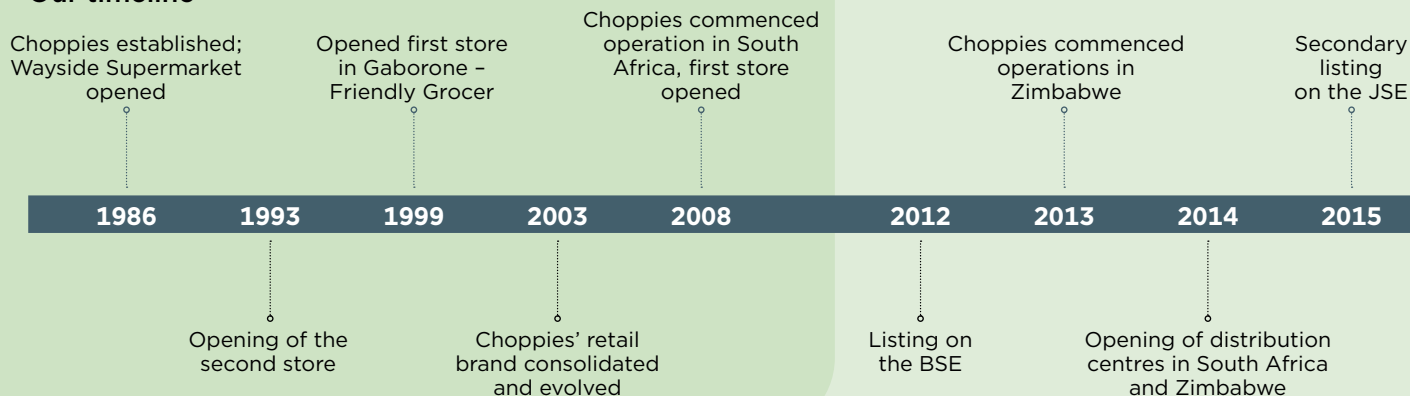 Our timeline
Choppies established;
Wayside Supermarket
opened
Opened first store
in Gaborone –
Friendly Grocer
Choppies commenced
operation in South
Africa, first store
opened
Choppies commenced
operations in
Zimbabwe
Secondary
listing
on the JSE
1986 1993 1999 2003 2008 2012 2013 2014 2015
Opening of the
second store
Choppies’ retail
brand consolidated
and evolved
Listing on
the BSE
Opening of distribution
centres in South Africa
and Zimbabwe